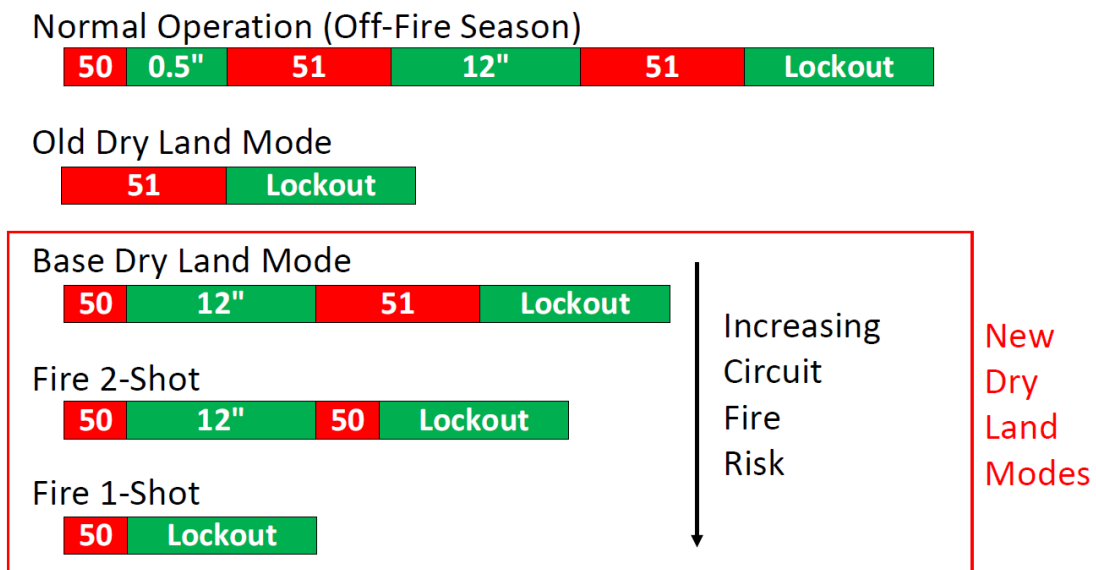 Normal Operation (Off-Fire Season)
50 0.5" 51 12" 51 Lockout
Old Dry Land Mode
51 Lockout
Base Dry Land Mode
50 12" 51 Lockout
Fire 2-Shot
50 12" 50 Lockout
Fire 1-Shot
50 Lockout
Increasing
Circuit
Fire
Risk
New
Dry
Land
Modes